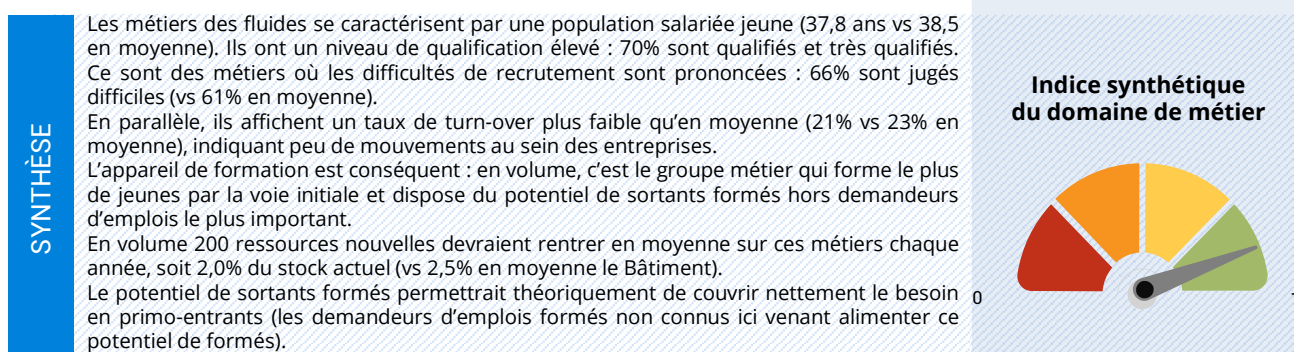 SYNTHÈSE
Les métiers des fluides se caractérisent par une population salariée jeune (37,8 ans vs 38,5
en moyenne). Ils ont un niveau de qualification élevé : 70% sont qualifiés et très qualifiés.
Ce sont des métiers où les difficultés de recrutement sont prononcées : 66% sont jugés
difficiles (vs 61% en moyenne).
En parallèle, ils affichent un taux de turn-over plus faible qu’en moyenne (21% vs 23% en
moyenne), indiquant peu de mouvements au sein des entreprises.
L’appareil de formation est conséquent : en volume, c’est le groupe métier qui forme le plus
de jeunes par la voie initiale et dispose du potentiel de sortants formés hors demandeurs
d’emplois le plus important.
En volume 200 ressources nouvelles devraient rentrer en moyenne sur ces métiers chaque
année, soit 2,0% du stock actuel (vs 2,5% en moyenne le Bâtiment).
Le potentiel de sortants formés permettrait théoriquement de couvrir nettement le besoin
en primo-entrants (les demandeurs d’emplois formés non connus ici venant alimenter ce
potentiel de formés).
Indice synthétique
du domaine de métier
0